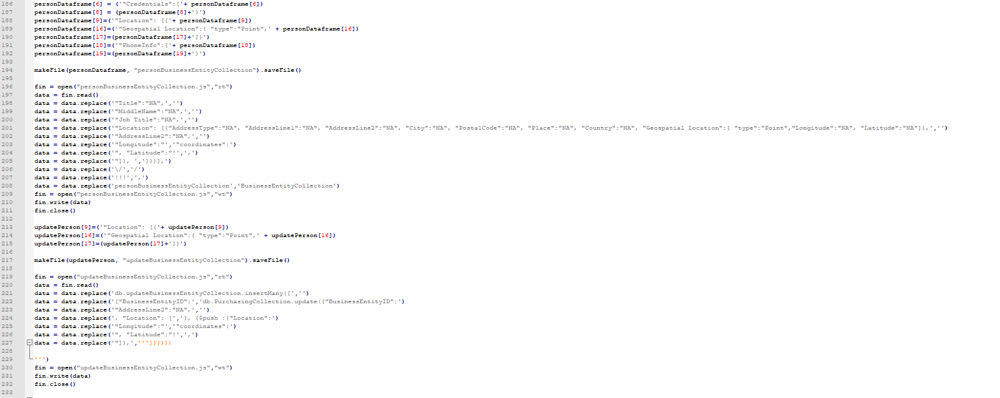 186 personDataframe[6] = ('"Credentials":{'+ personDataframe[6])
187 personDataframe[8] = (personDataframe[8]+'}')
188 personDataframe[9]=('"Location": [{'+ personDataframe[9])
189 personDataframe[16]=('"Geospatial Location":{ "type":"Point",' + personDataframe[16])
190 personDataframe[17]=(personDataframe[17]+']}')
191 personDataframe[18]=('"PhoneInfo":{'+ personDataframe[18])
192 personDataframe[19]=(personDataframe[19]+'}')
193
194 makeFile(personDataframe, "personBusinessEntityCollection").saveFile()
195
196 fin = open("personBusinessEntityCollection.js","rt")
197 data = fin.read()
198 data = data.replace('"Title":"NA",','')
199 data = data.replace('"MiddleName":"NA",','')
200 data = data.replace('"Job Title":"NA",','')
201 data = data.replace('"Location": [{"AddressType":"NA", "AddressLine1":"NA", "AddressLine2":"NA", "City":"NA", "PostalCode":"NA", "Place":"NA", "Country":"NA", "Geospatial Location":{ "type":"Point","Longitude":"NA", "Latitude":"NA"]},','')
202 data = data.replace('"AddressLine2":"NA",','')
203 data = data.replace('"Longitude":"','"coordinates":')
204 data = data.replace('", "Latitude":"!',',')
205 data = data.replace('"]}, ',']}}],')
206 data = data.replace('\/','/')
207 data = data.replace('!!!',',')
208 data = data.replace('personBusinessEntityCollection','BusinessEntityCollection')
209 fin = open("personBusinessEntityCollection.js","wt")
210 fin.write(data)
211 fin.close()
212
213 updatePerson[9]=('"Location": [{'+ updatePerson[9])
214 updatePerson[16]=('"Geospatial Location":{ "type":"Point",' + updatePerson[16])
215 updatePerson[17]=(updatePerson[17]+']}')
216
217 makeFile(updatePerson, "updateBusinessEntityCollection").saveFile()
218
219 fin = open("updateBusinessEntityCollection.js","rt")
220 data = fin.read()
221 data = data.replace('db.updateBusinessEntityCollection.insertMany([','')
222 data = data.replace('{"BusinessEntityID":','db.PurchasingCollection.update({"BusinessEntityID":')
223 data = data.replace('"AddressLine2":"NA",','')
224 data = data.replace(', "Location": [','}, {$push :{"Location":')
225 data = data.replace('"Longitude":"','"coordinates":')
226 data = data.replace('", "Latitude":"!',',')
227 data = data.replace('"]},',''']}}}})
228
229 ''')
230 fin = open("updateBusinessEntityCollection.js","wt")
231 fin.write(data)
232 fin.close()
233